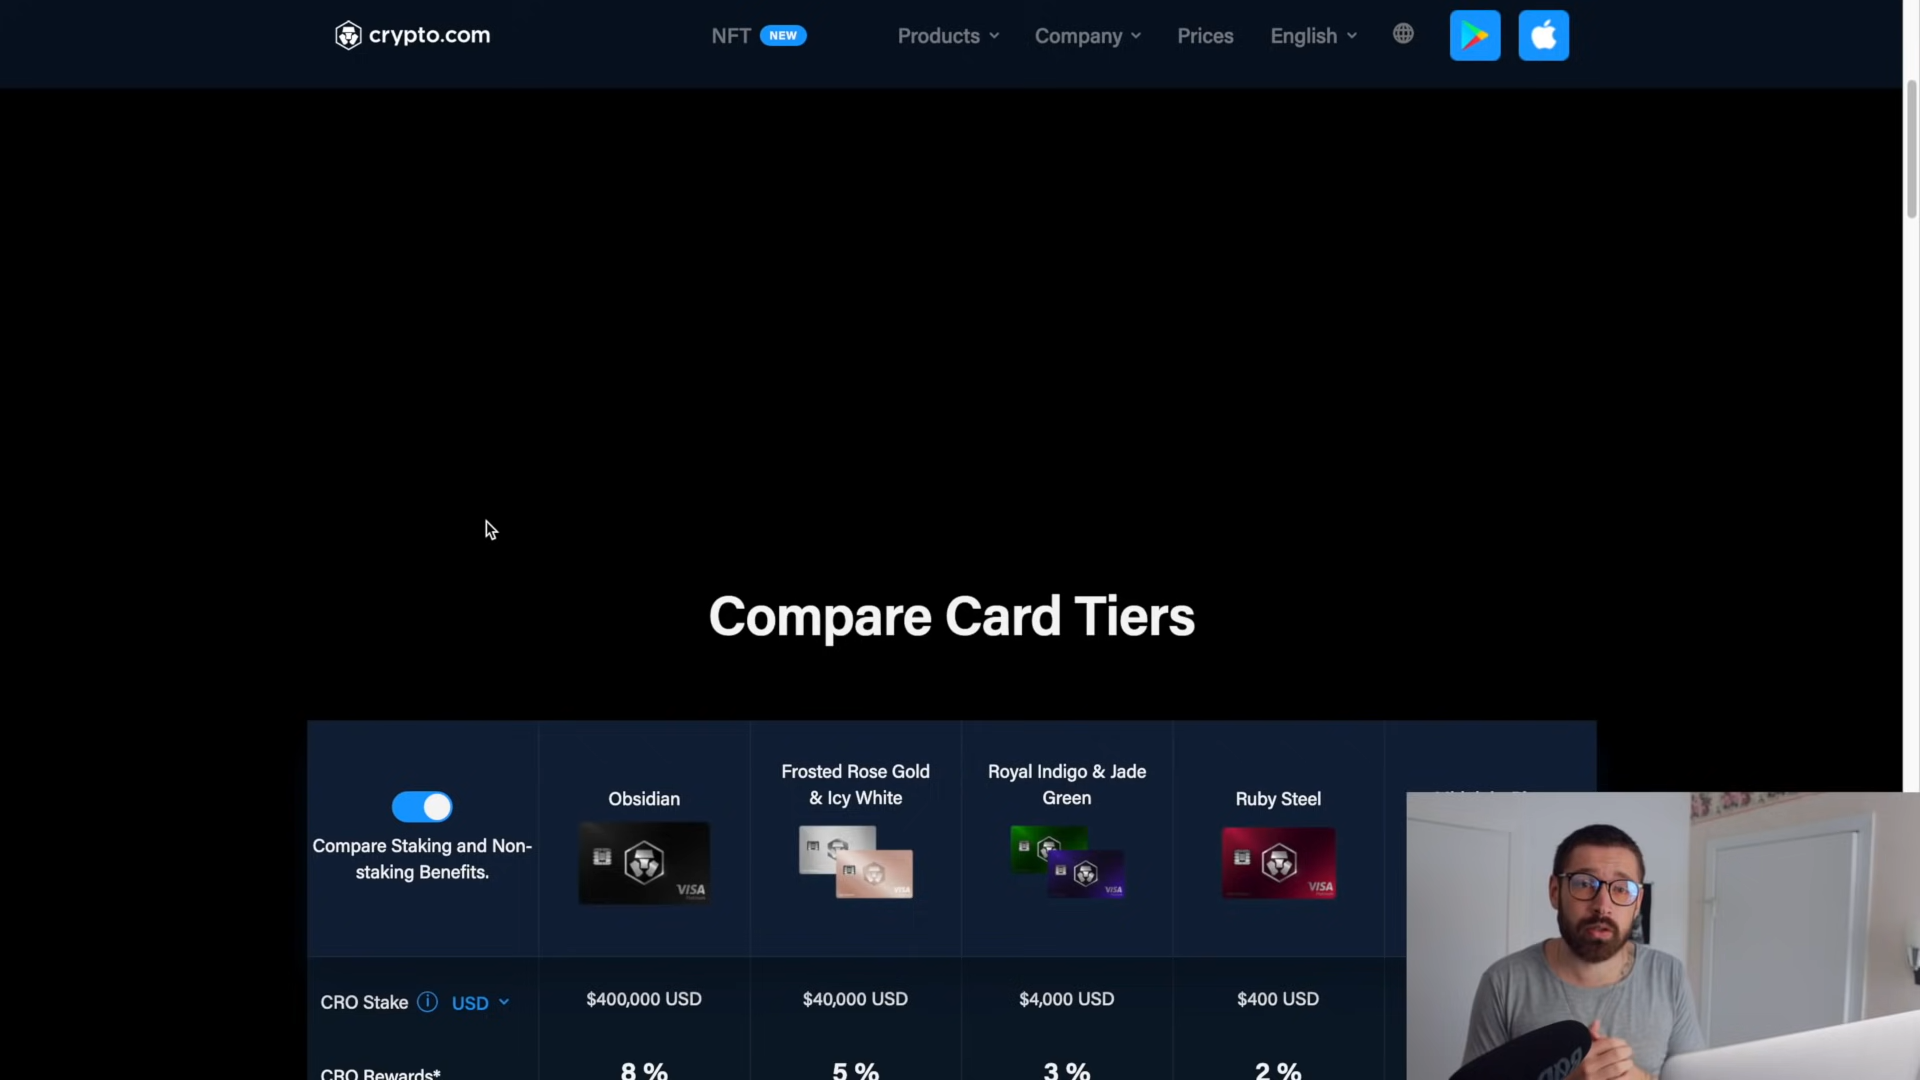 crypto.com
NFT NEW
Products
Company
Prices
English
Compare Card Tiers
Compare Staking and Non-
staking Benefits.
Obsidian
VISA
Frosted Rose Gold
& Icy White
VISA
Royal Indigo & Jade
Green
VISA
Ruby Steel
VISA
CRO Stake USD
$400,000 USD
$40,000 USD
$4,000 USD
$400 USD
CRO Rewards*
8 %
5 %
3 %
2 %